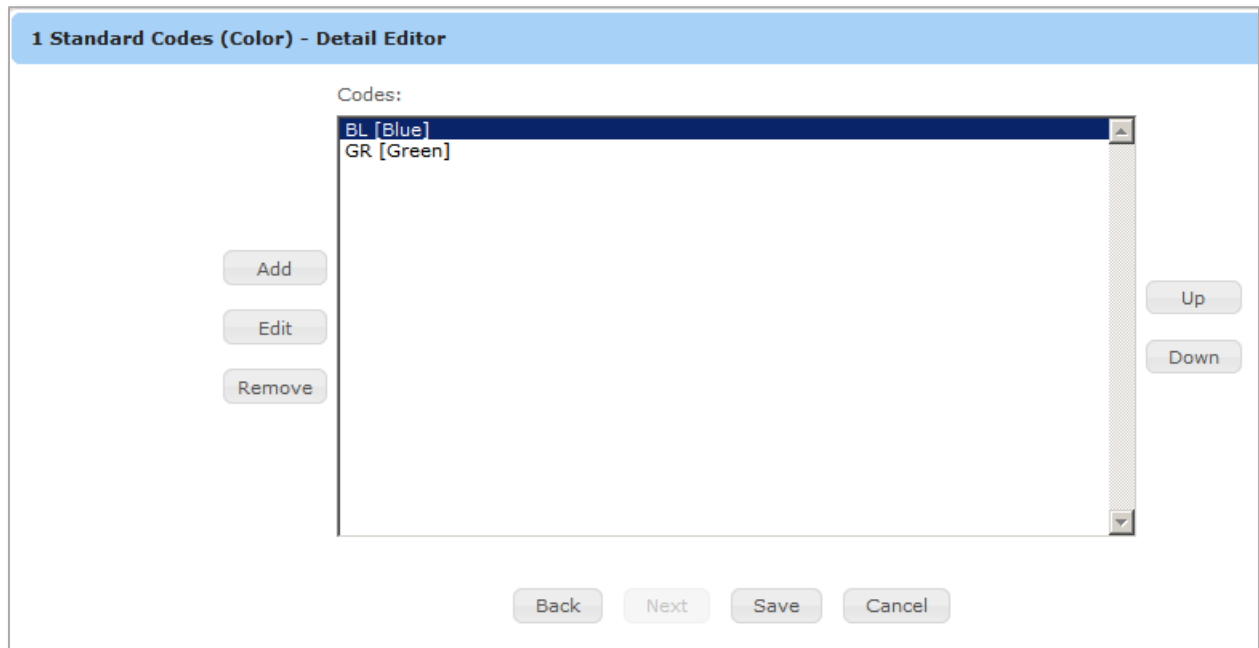 1 Standard Codes (Color) - Detail Editor
Codes:
BL [Blue]
GR [Green]
Add
Edit
Remove
Up
Down
Back Next Save Cancel